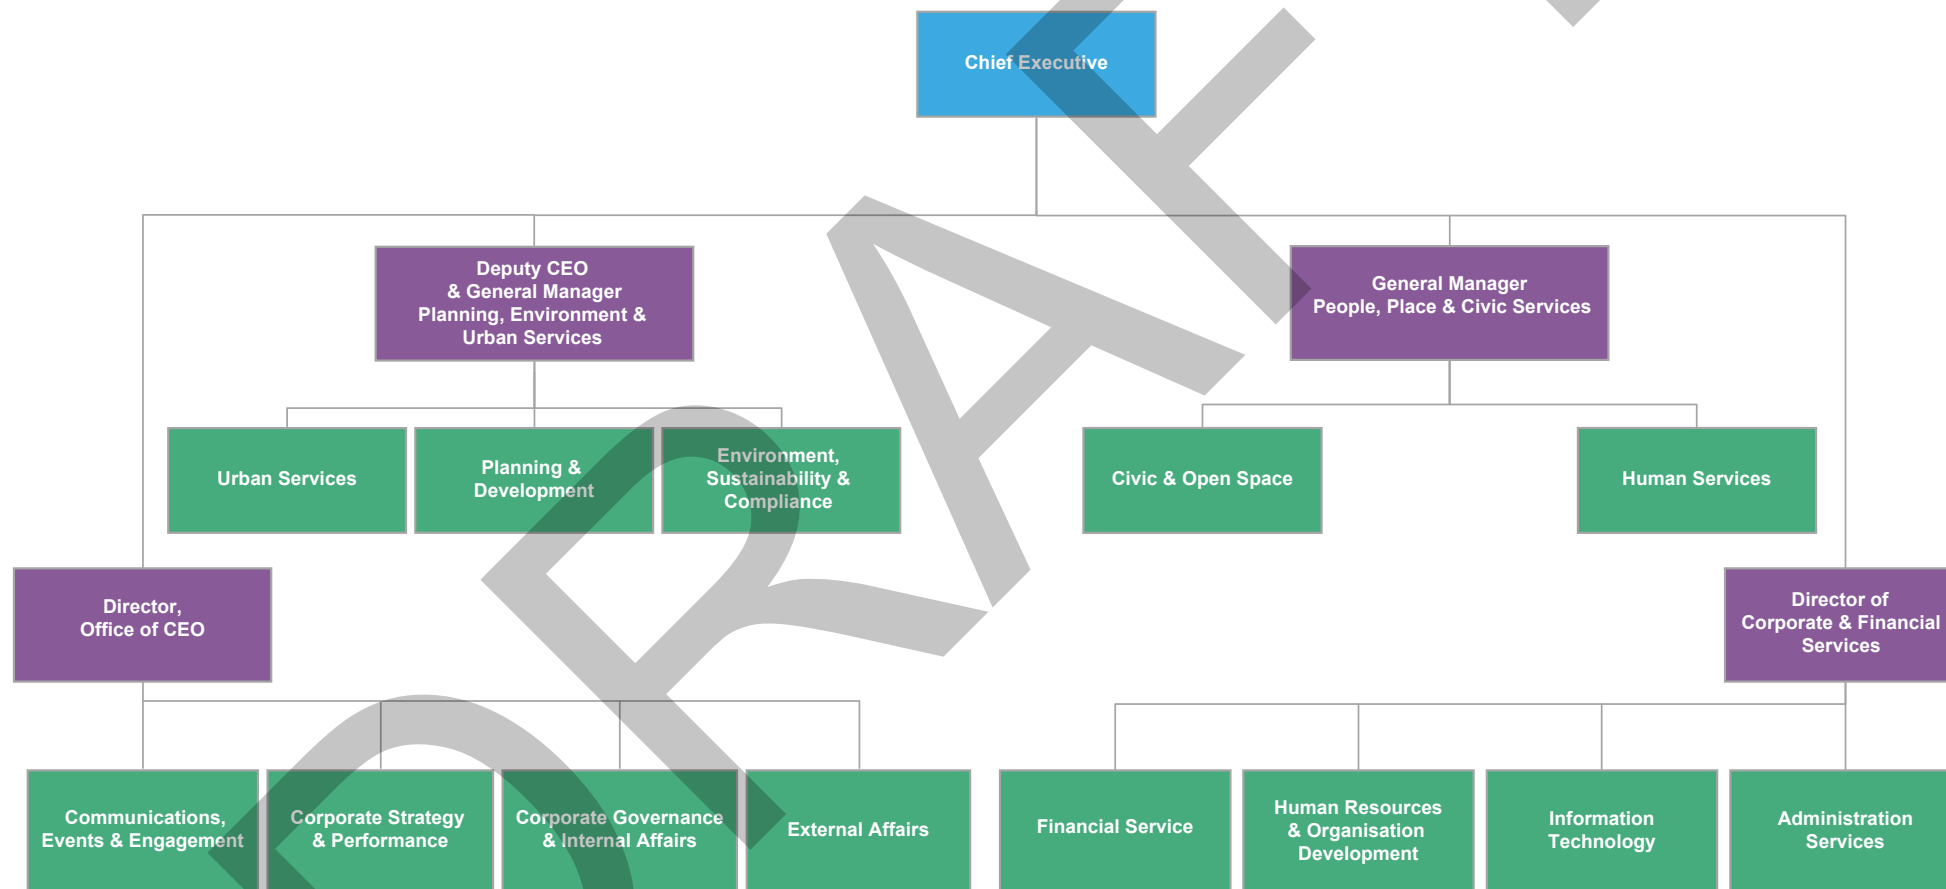 Chief Executive
Deputy CEO
& General Manager
Planning, Environment &
Urban Services
General Manager
People, Place & Civic Services
Urban Services
Planning &
Development
Environment,
Sustainability &
Compliance
Civic & Open Space
Human Services
Director,
Office of CEO
Director of
Corporate & Financial
Services
Communications,
Events & Engagement
Corporate Strategy
& Performance
Corporate Governance
& Internal Affairs
External Affairs
Financial Service
Human Resources
& Organisation
Development
Information
Technology
Administration
Services
DRAFT